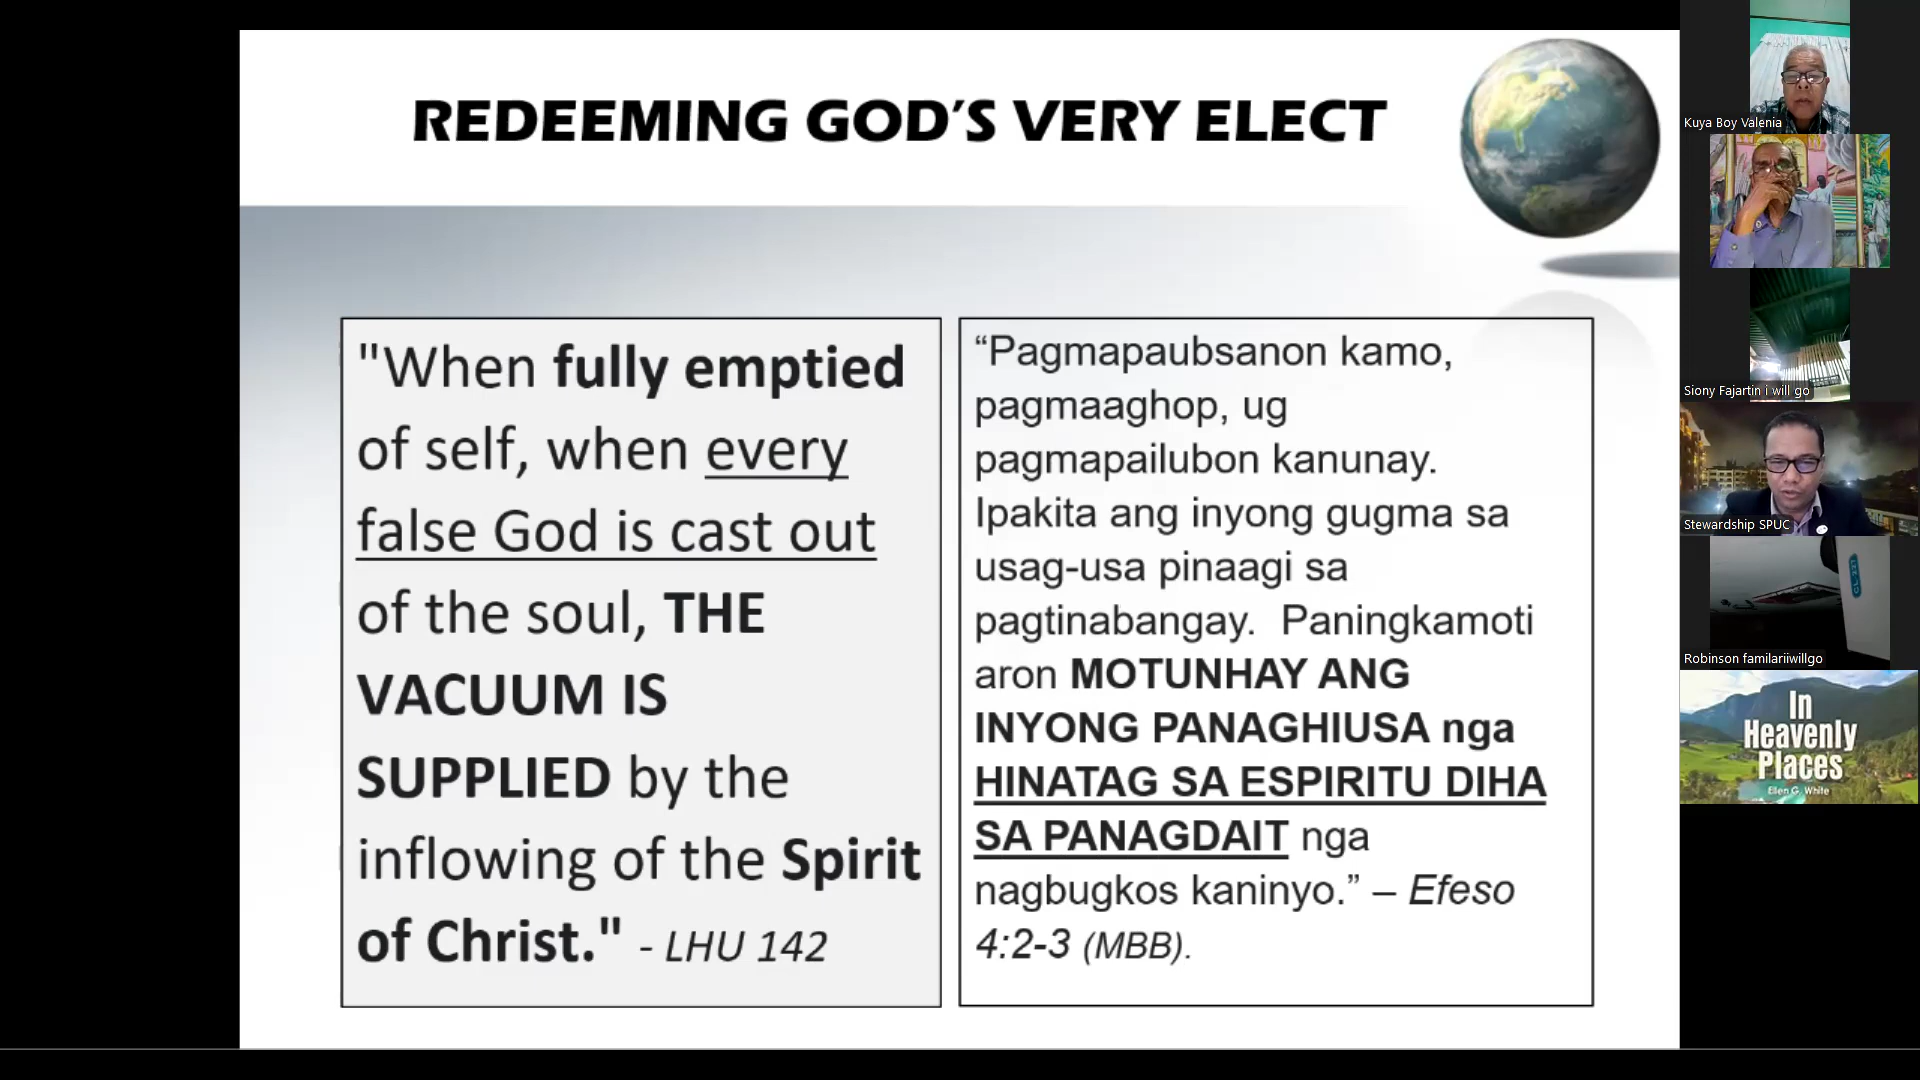 REDEEMING GOD'S VERY ELECT
"When fully emptied
of self, when every
false God is cast out
of the soul, THE
VACUUM IS
SUPPLIED by the
inflowing of the Spirit
of Christ." - LHU 142
“Pagmapaubsanon kamo,
pagmaaghop, ug
pagmapailubon kanunay.
Ipakita ang inyong gugma sa
usag-usa pinaagi sa
pagtinabangay.  Paningkamoti
aron MOTUNHAY ANG
INYONG PANAGHIUSA nga
HINATAG SA ESPIRITU DIHA
SA PANAGDAIT nga
nagbugkos kaninyo.” – Efeso
4:2-3 (MBB).
Kuya Boy Valenia
Siony Fajartin i will go
Stewardship SPUC
Robinson familariiwillgo
In
Heavenly
Places
Ellen G. White